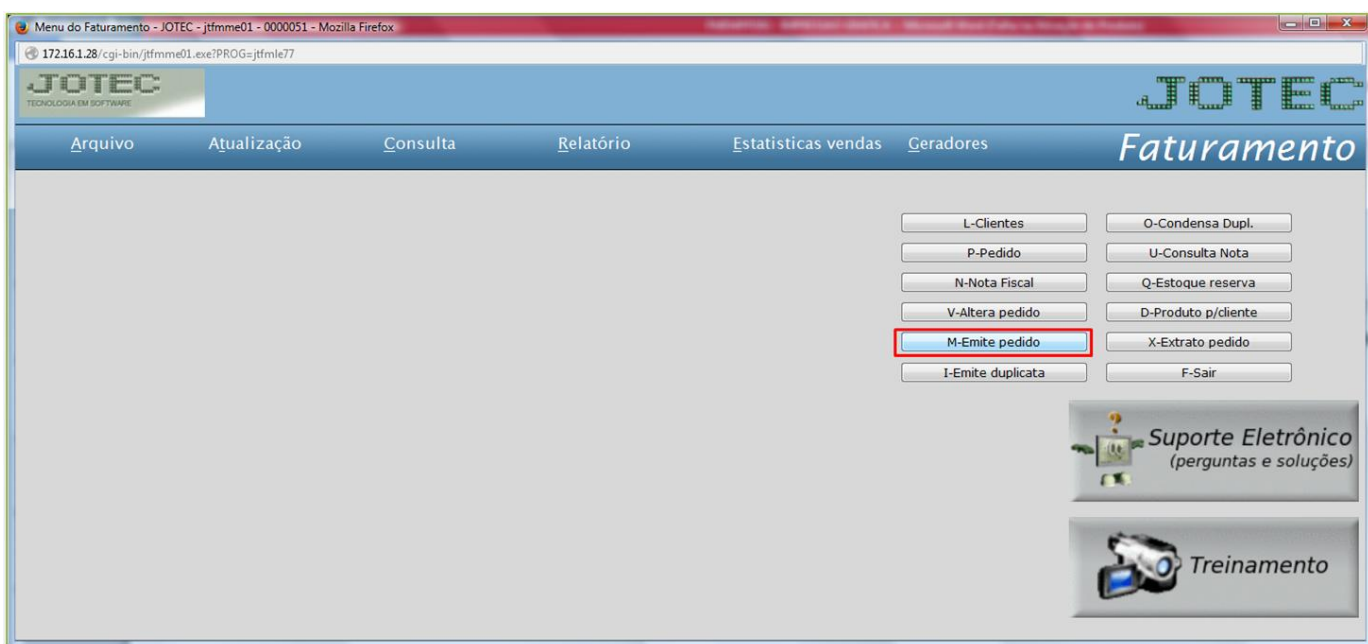 Menu do Faturamento - JOTEC - jtfmme01 - 0000051 - Mozilla Firefox
172.16.1.28/cgi-bin/jtfmme01.exe?PROG=jtfmle77
JOTEC
TECNOLOGIA EM SOFTWARE
JOTEC
Arquivo Atualização Consulta Relatório Estatisticas vendas Geradores Faturamento
L-Clientes O-Condensa Dupl.
P-Pedido U-Consulta Nota
N-Nota Fiscal Q-Estoque reserva
V-Altera pedido D-Produto p/cliente
M-Emite pedido X-Extrato pedido
I-Emite duplicata F-Sair
Suporte Eletrônico
(perguntas e soluções)
Treinamento